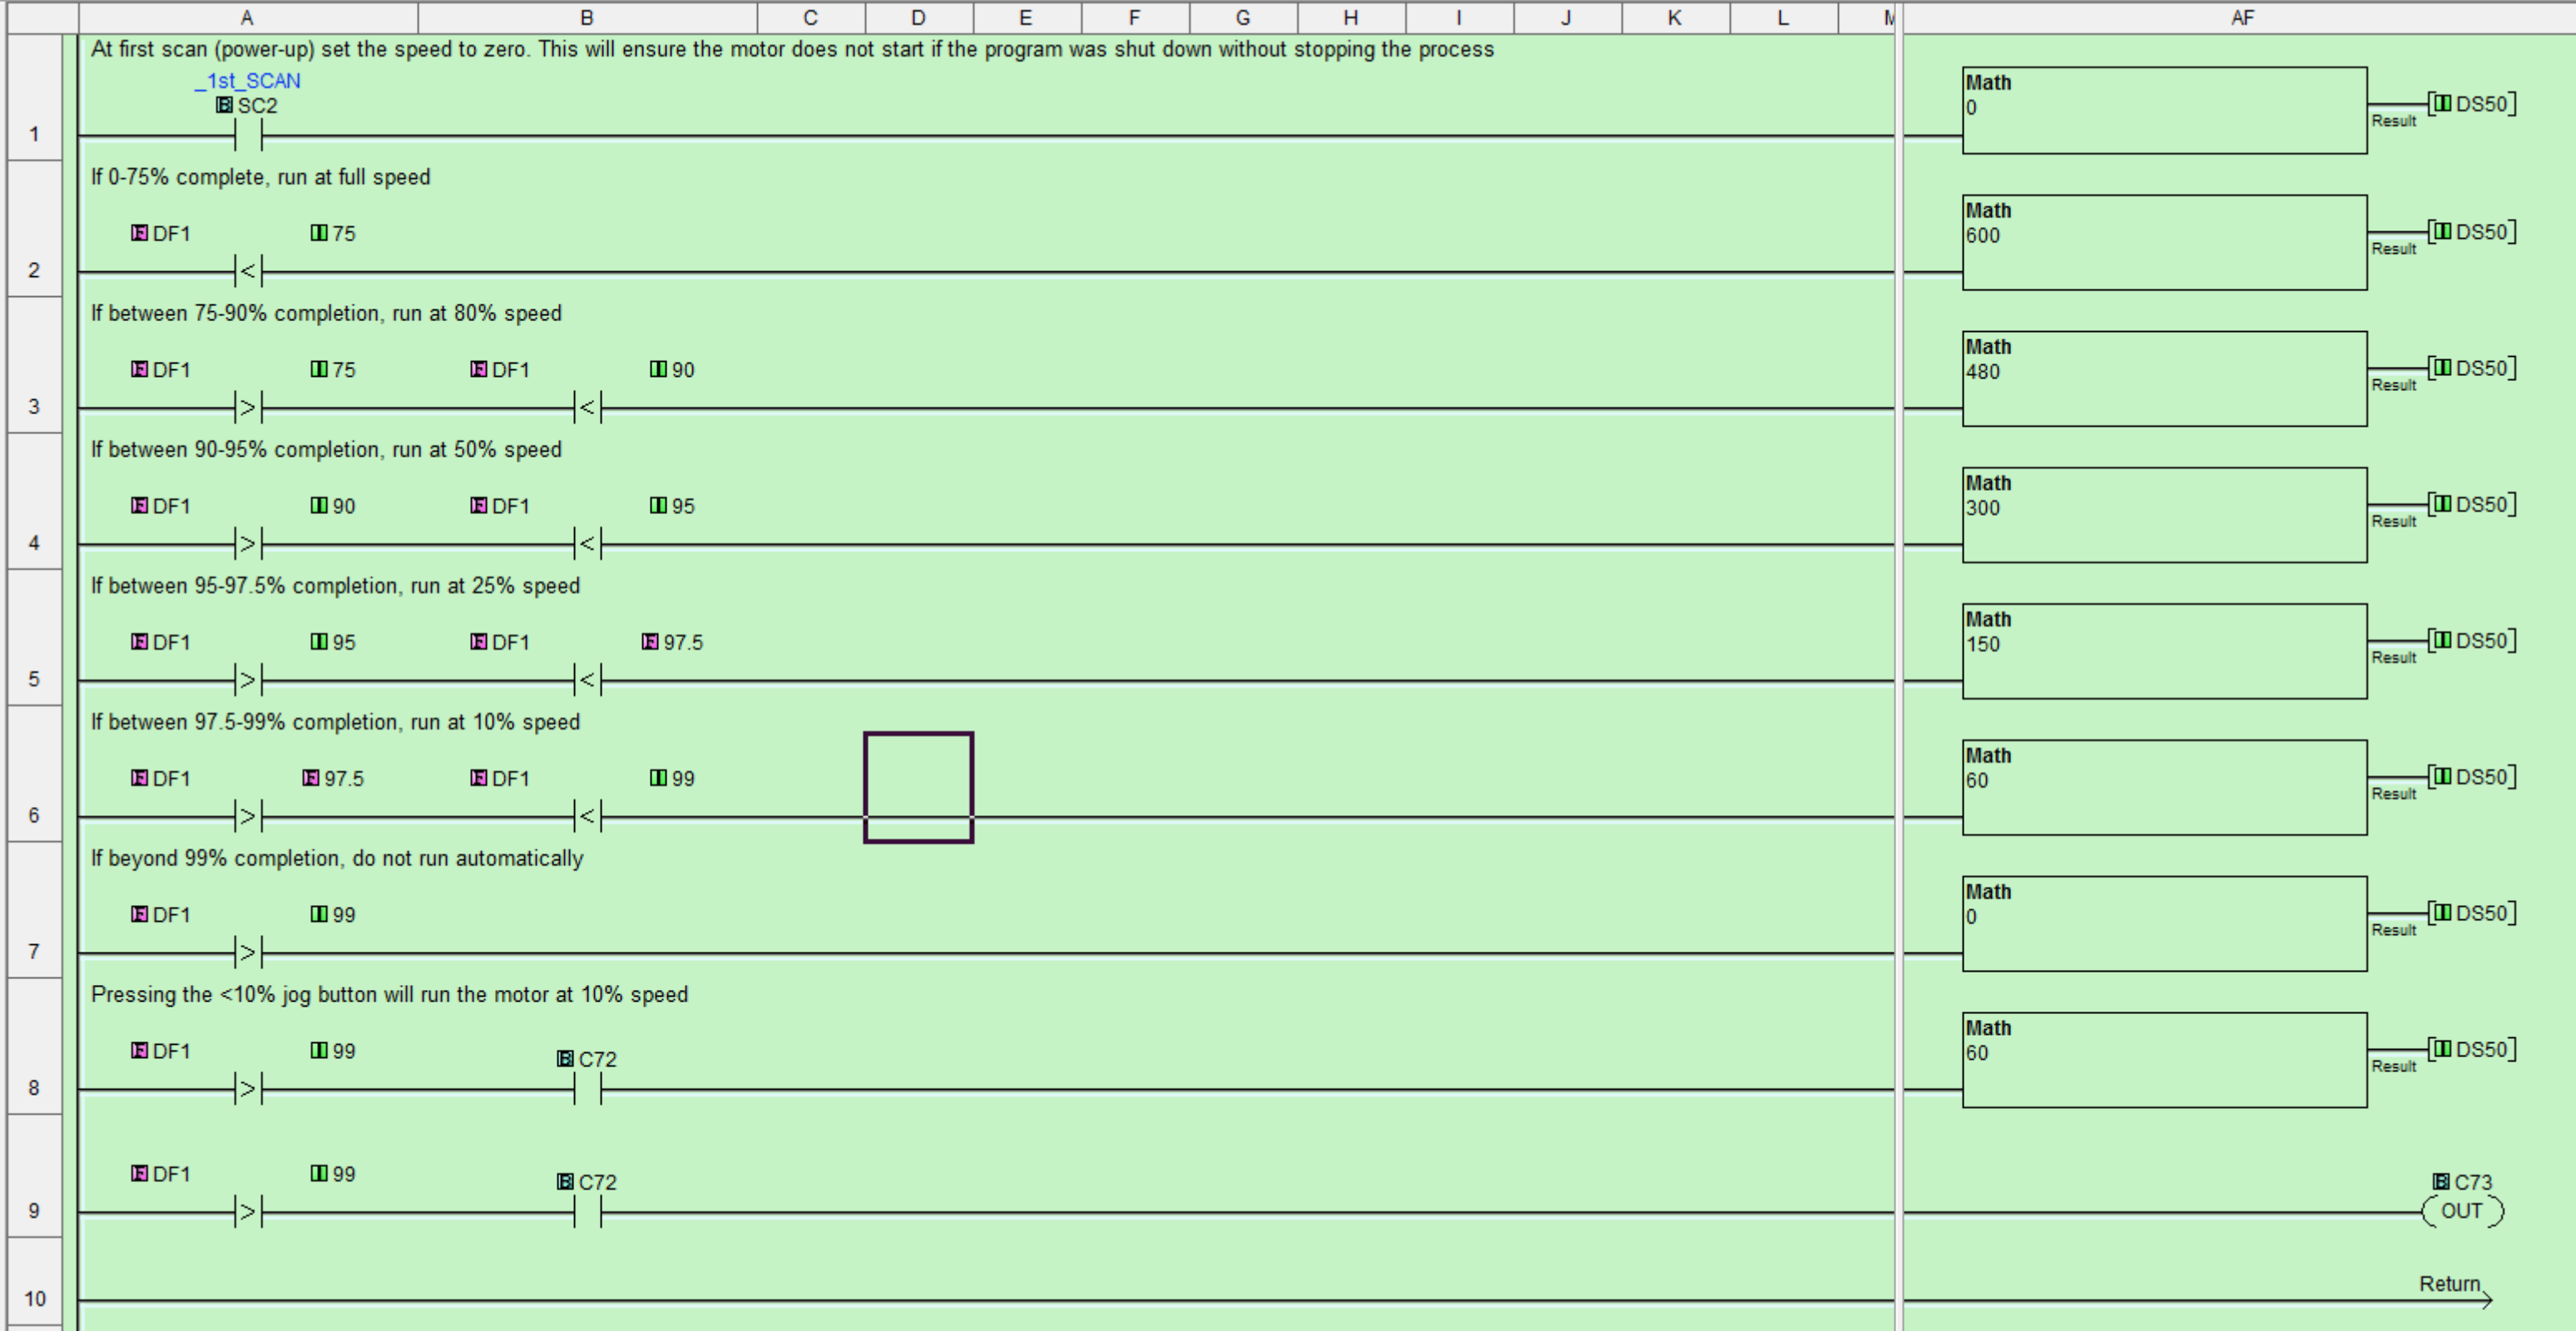 A B C D E F G H I J K L M AF
At first scan (power-up) set the speed to zero. This will ensure the motor does not start if the program was shut down without stopping the process
_1st_SCAN
B SC2
1
Math
0
Result
DS50
If 0-75% complete, run at full speed
F DF1 I 75
2
<
Math
600
Result
I DS50
If between 75-90% completion, run at 80% speed
F DF1 I 75 F DF1 I 90
3
> <
Math
480
Result
I DS50
If between 90-95% completion, run at 50% speed
F DF1 I 90 F DF1 I 95
4
> <
Math
300
Result
I DS50
If between 95-97.5% completion, run at 25% speed
F DF1 I 95 F DF1 F 97.5
5
> <
Math
150
Result
I DS50
If between 97.5-99% completion, run at 10% speed
F DF1 F 97.5 F DF1 I 99
6
> <
Math
60
Result
I DS50
If beyond 99% completion, do not run automatically
F DF1 I 99
7
>
Math
0
Result
I DS50
Pressing the <10% jog button will run the motor at 10% speed
F DF1 I 99 B C72
8
>
Math
60
Result
I DS50
F DF1 I 99 B C72
9
>
B C73
OUT
10
Return